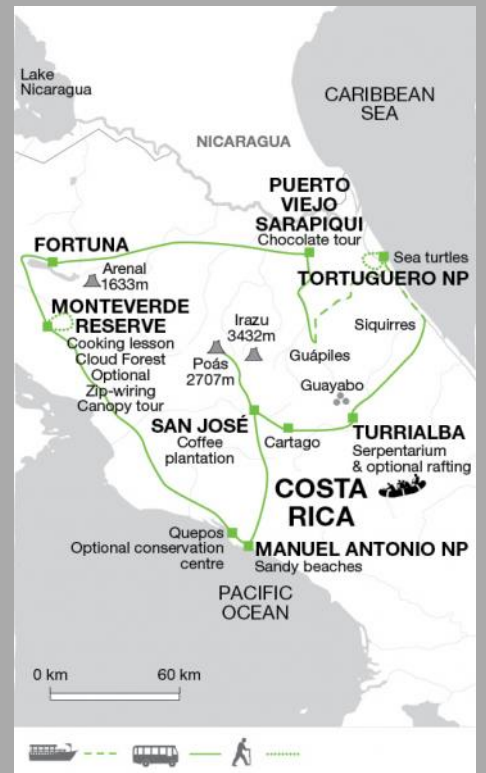 Lake
Nicaragua
CARIBBEAN
SEA
NICARAGUA
PUERTO
VIEJO
SARAPIQUI
Chocolate tour
FORTUNA
Sea turtles
Arenal
1633m
TORTUGUERO NP
MONTEVERDE
RESERVE
Cooking lesson
Cloud Forest
Optional
Zip-wiring
Canopy tour
Irazu
3432m
Siquirres
Poás
2707m
Guápiles
Guayabo
SAN JOSÉ
Coffee
plantation
Cartago
TURRIALBA
Serpentarium
& optional rafting
COSTA
RICA
Quepos
Optional conservation
centre
MANUEL ANTONIO NP
Sandy beaches
PACIFIC
OCEAN
0 km
60 km